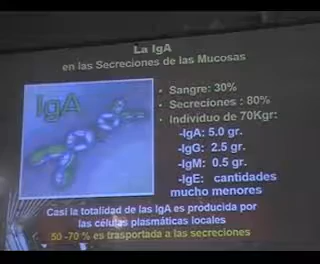 La IgA
en las Secreciones de las Mucosas
IgA
• Sangre: 30%
• Secreciones : 80%
• Individuo de 70Kgr:
-IgA: 5.0 gr.
-IgG: 2.5 gr.
-IgM: 0.5 gr.
-IgE: cantidades
mucho menores
Casi la totalidad de las IgA es producida por
las células plasmáticas locales
50 -70 % es trasportada a las secreciones